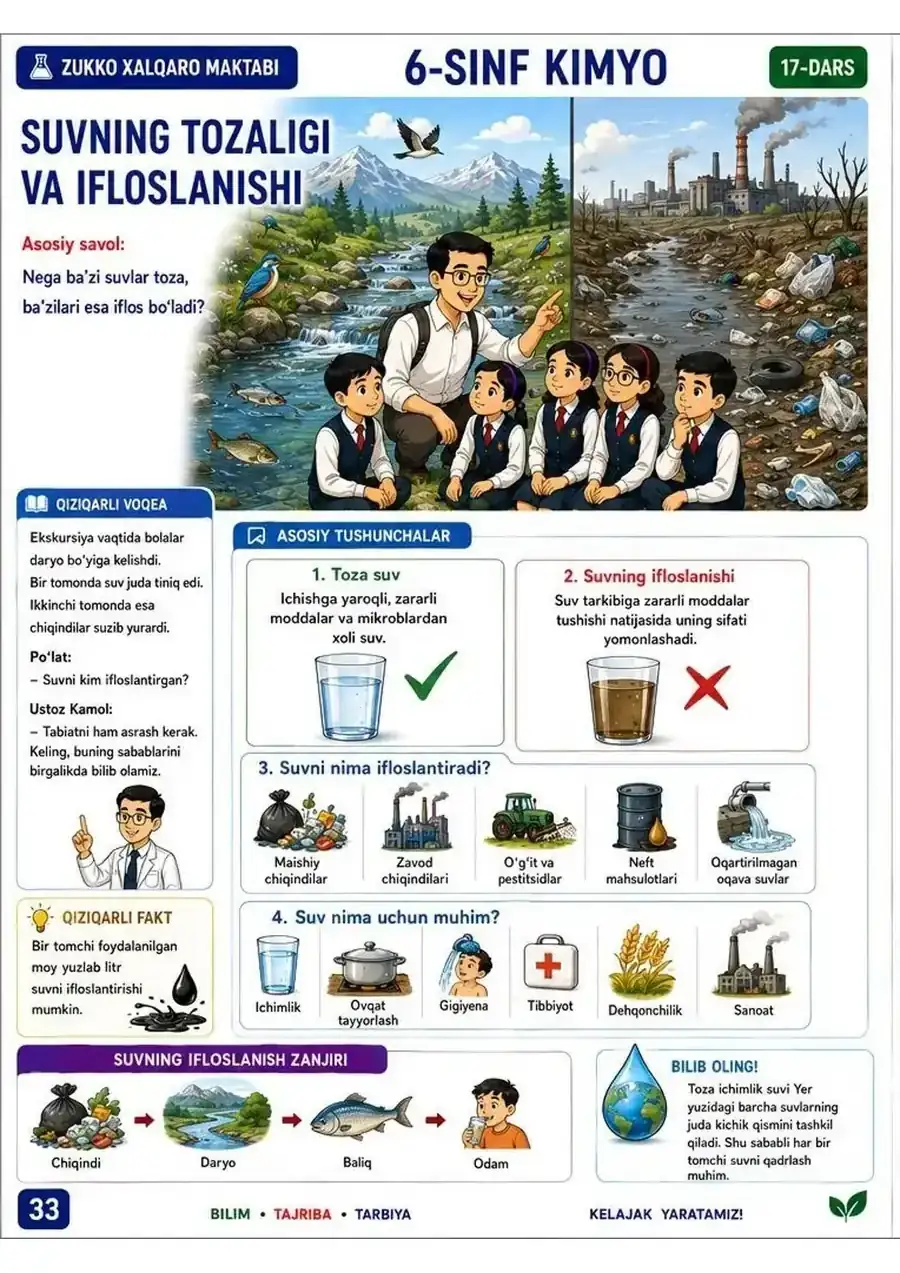 ZUKKO XALQARO MAKTABI
6-SINF KIMYO
17-DARS
SUVNING TOZALIGI
VA IFLOSLANISHI
Asosiy savol:
Nega ba'zi suvlar toza,
ba'zilari esa iflos bo'ladi?
QIZIQARLI VOQEA
Ekskursiya vaqtida bolalar
daryo bo'yiga kelishdi.
Bir tomonda suv juda tiniq edi.
Ikkinchi tomonda esa
chiqindilar suzib yurardi.
Po'lat:
– Suvni kim ifloslantirgan?
Ustoz Kamol:
– Tabiatni ham asrash kerak.
Keling, buning sabablarini
birgalikda bilib olamiz.
QIZIQARLI FAKT
Bir tomchi foydalanilgan
moy yuzlab litr
suvni ifloslantirishi
mumkin.
ASOSIY TUSHUNCHALAR
1. Toza suv
Ichishga yaroqli, zararli
moddalar va mikroblardan
xoli suv.
2. Suvning ifloslanishi
Suv tarkibiga zararli moddalar
tushishi natijasida uning sifati
yomonlashadi.
3. Suvni nima ifloslantiradi?
Maishiy
chiqindilar
Zavod
chiqindilari
O'g'it va
pestitsidlar
Neft
mahsulotlari
Oqartirilmagan
oqava suvlar
4. Suv nima uchun muhim?
Ichimlik
Ovqat
tayyorlash
Gigiyena
Tibbiyot
Dehqonchilik
Sanoat
SUVNING IFLOSLANISH ZANJIRI
Chiqindi
Daryo
Baliq
Odam
BILIB OLING!
Toza ichimlik suvi Yer
yuzidagi barcha suvlarning
juda kichik qismini tashkil
qiladi. Shu sababli har bir
tomchi suvni qadrlash
muhim.
33
BILIM • TAJRIBA • TARBIYA
KELAJAK YARATAMIZ!